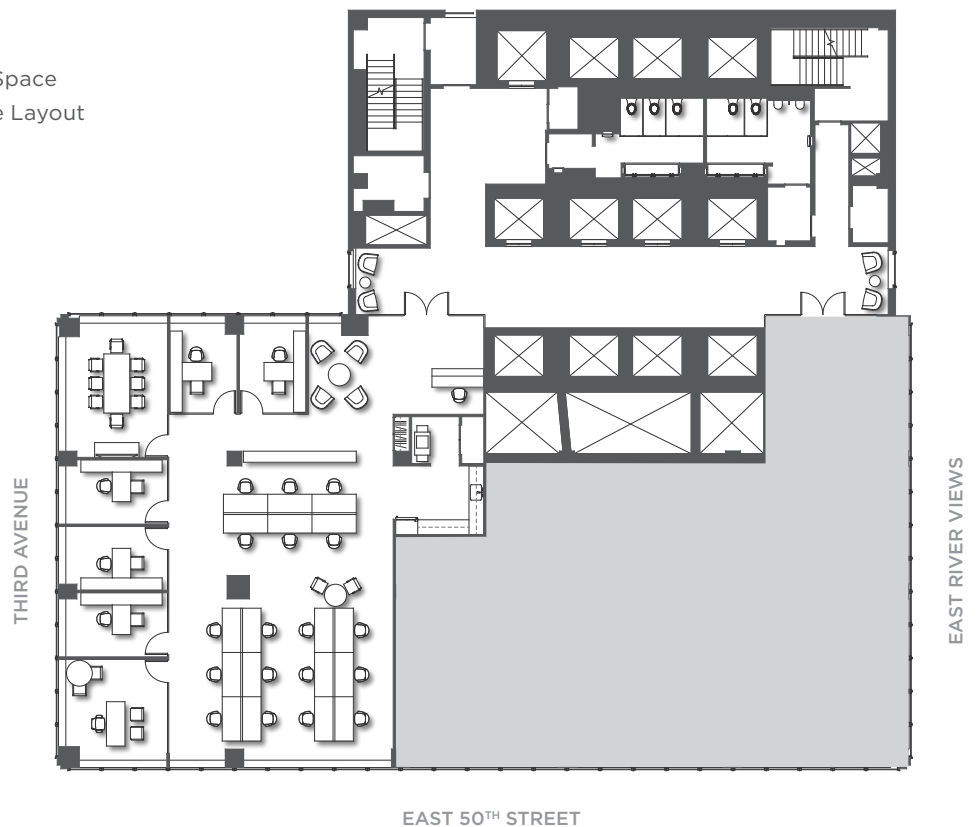 Space
Layout
THIRD AVENUE
EAST RIVER VIEWS
EAST 50TH STREET